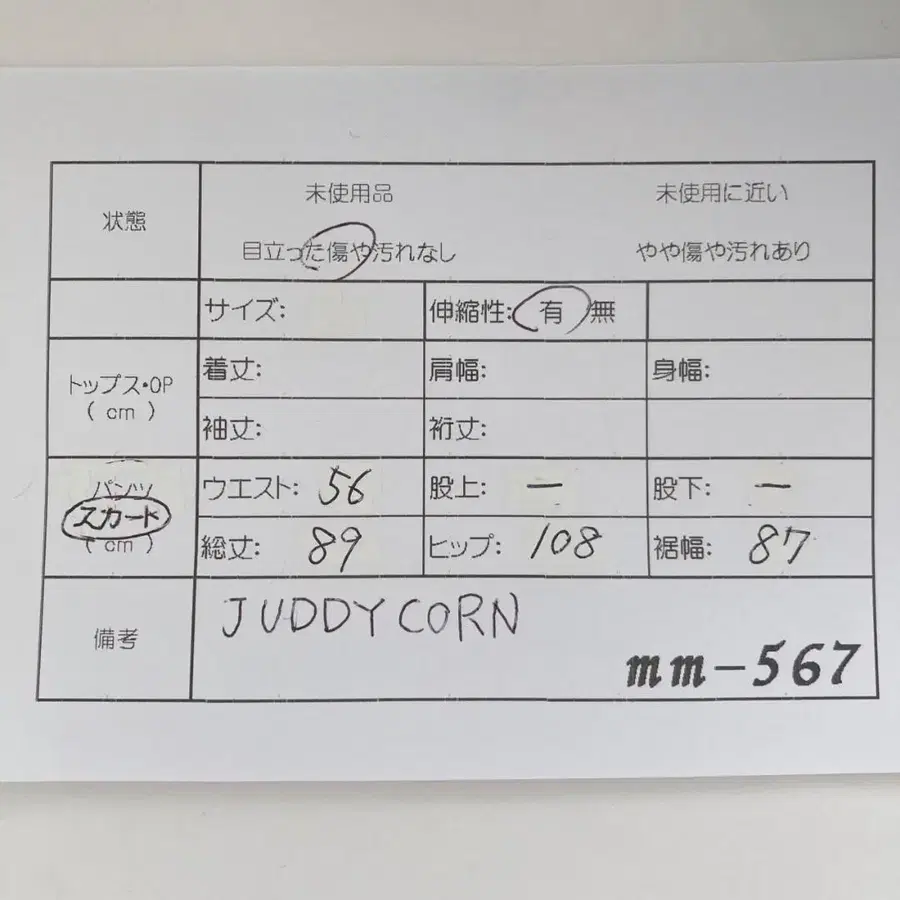 状態
未使用品 未使用に近い
目立った傷や汚れなし やや傷や汚れあり
サイズ: 伸縮性: 有 / 無
トップス・OP
( cm )
着丈: 肩幅: 身幅:
袖丈: 裄丈:
パンツ
スカート
( cm )
ウエスト: 56 股上: ー 股下: ー
総丈: 89 ヒップ: 108 裾幅: 87
備考
JUDDY CORN
mm-567